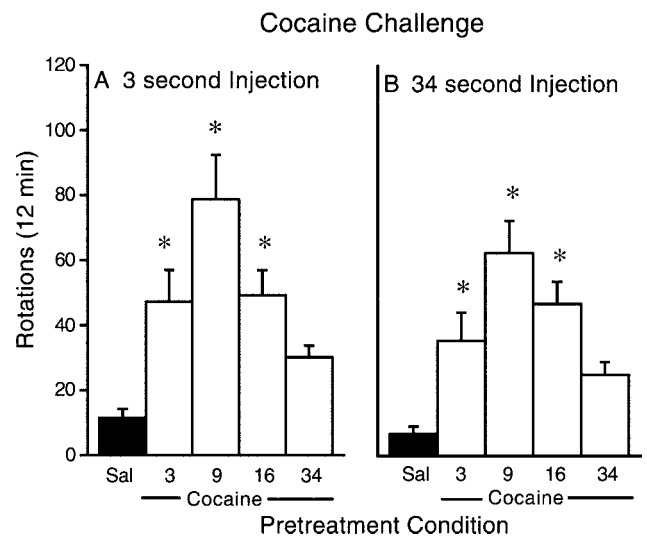 Cocaine Challenge
A 3 second Injection
B 34 second Injection
120
100
80
60
40
20
0
Rotations (12 min)
*
*
*
*
*
*
Sal 3 9 16 34
Sal 3 9 16 34
Cocaine
Cocaine
Pretreatment Condition